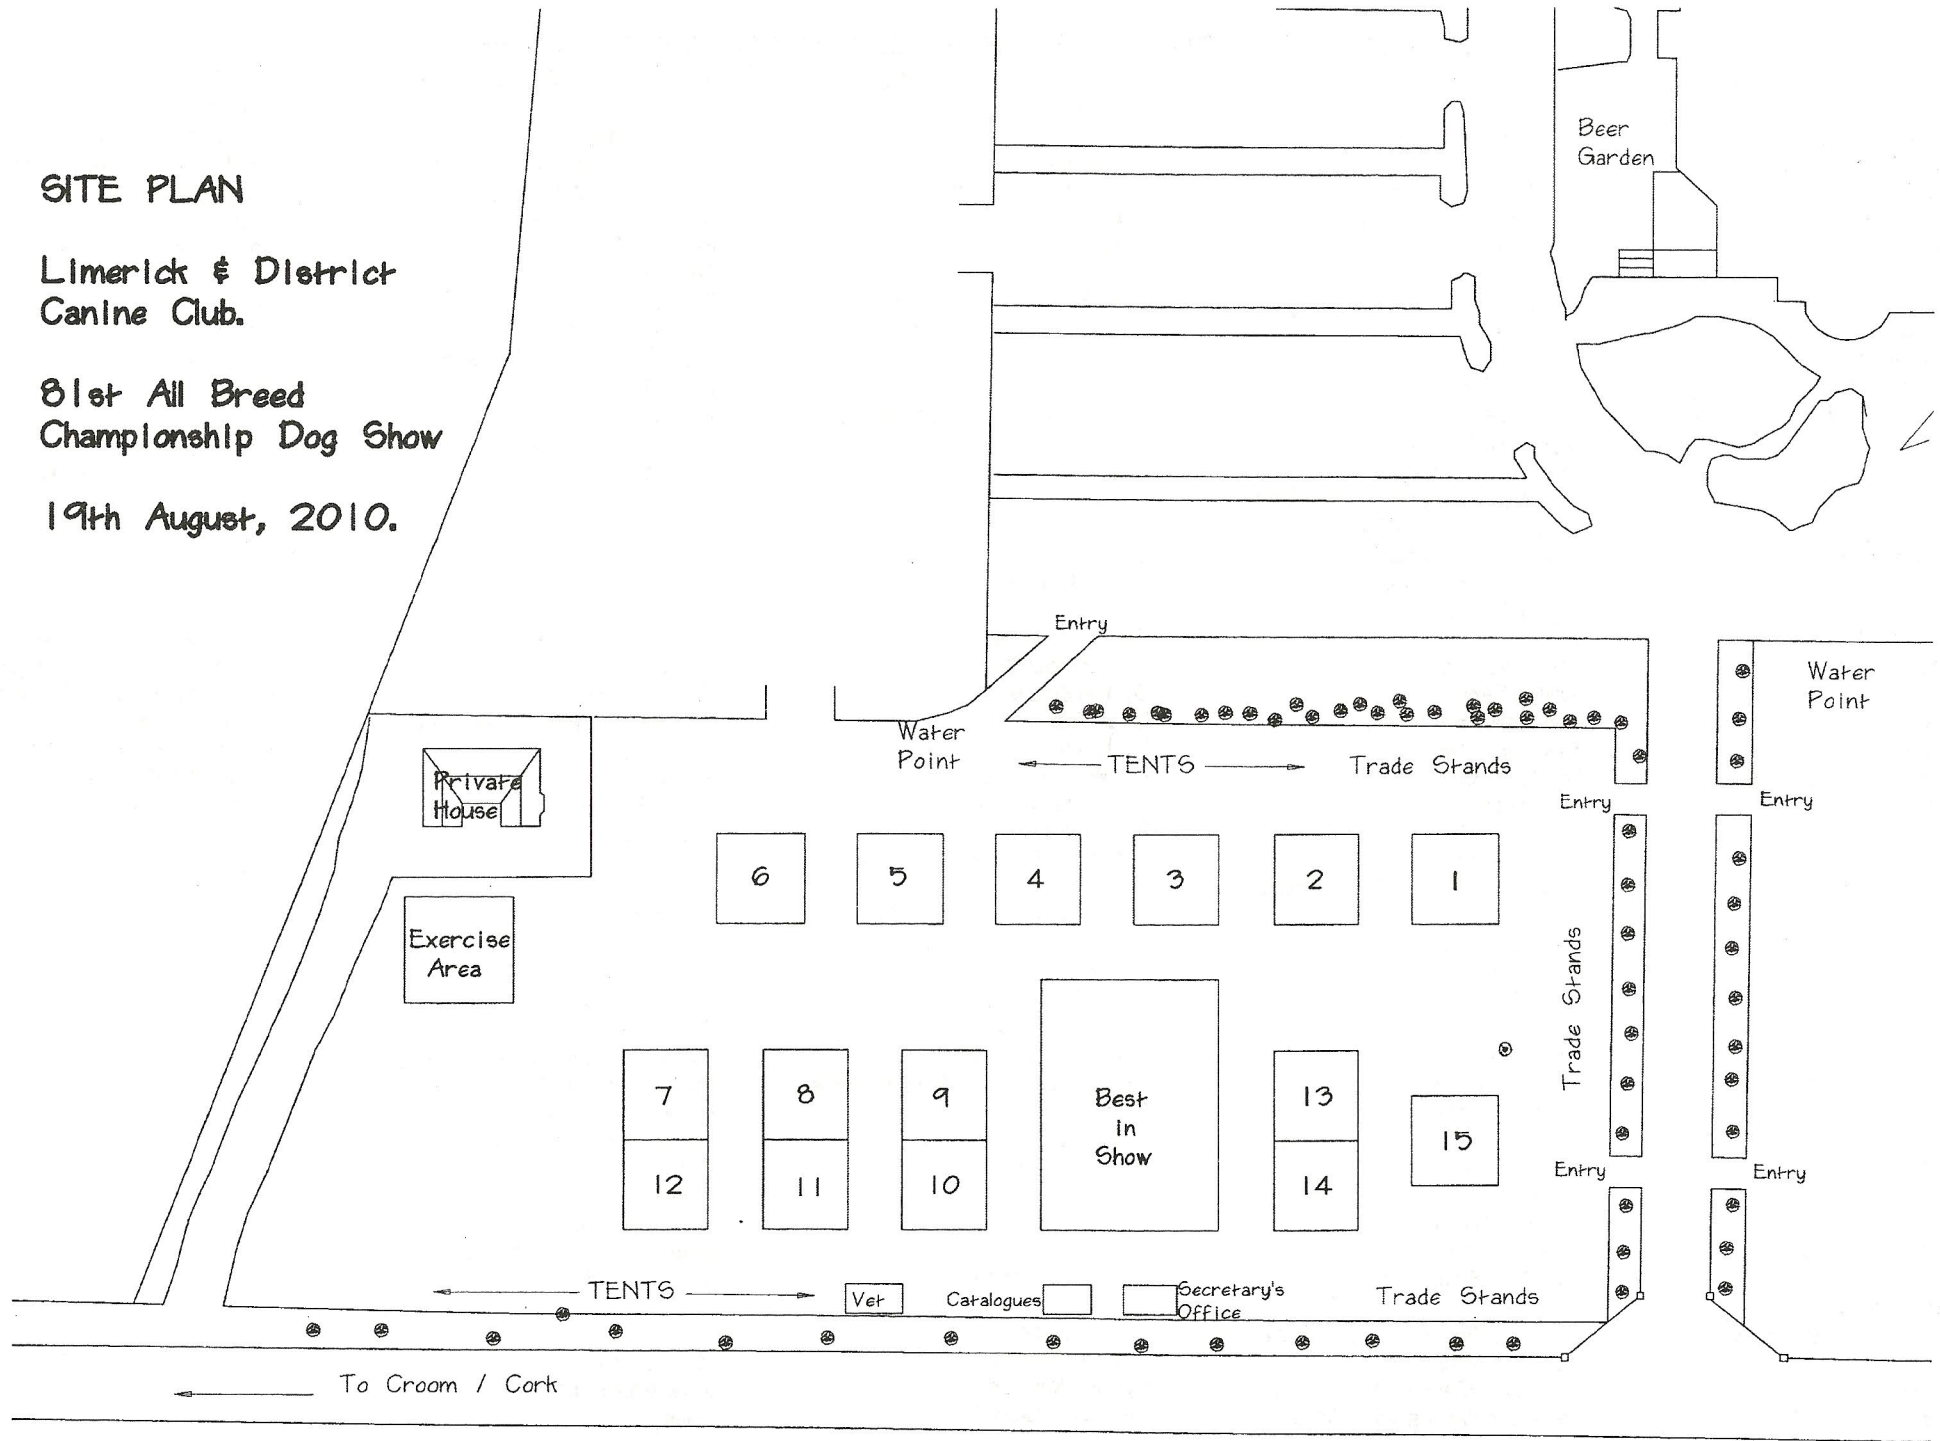 SITE PLAN
Limerick & District
Canine Club.
81st All Breed
Championship Dog Show
19th August, 2010.
Beer
Garden
Entry
Water
Point
Water
Point
TENTS
Trade Stands
Private
House
Entry
Entry
6
5
4
3
2
1
Exercise
Area
Trade Stands
7
8
9
Best
in
Show
13
15
12
11
10
14
Entry
Entry
TENTS
Vet
Catalogues
Secretary's
Office
Trade Stands
To Croom / Cork